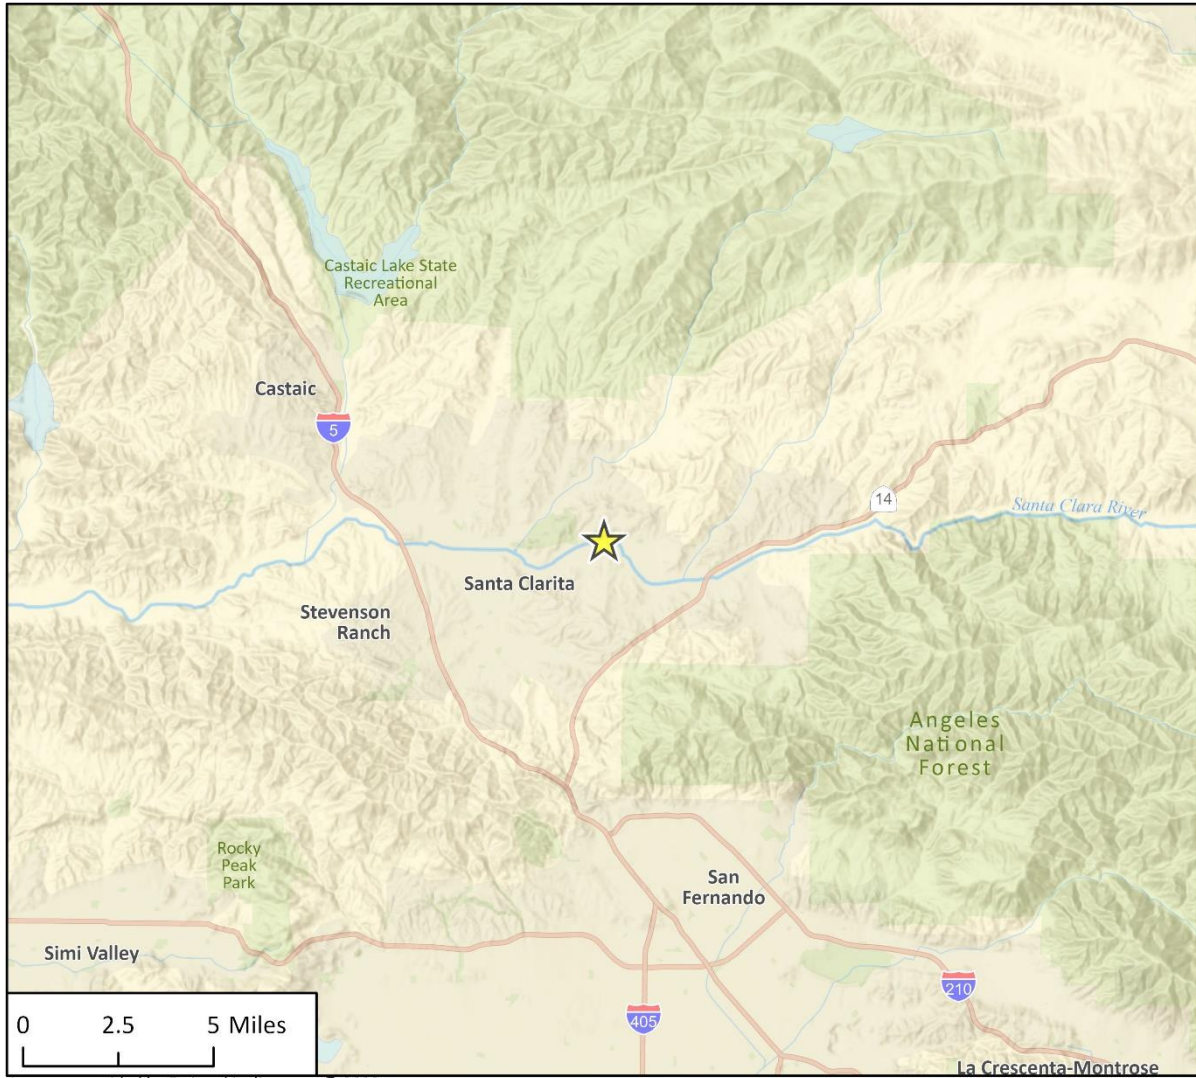 Castaic Lake State
Recreational
Area
Castaic
5
14
Santa Clara River
Santa Clarita
Stevenson
Ranch
Angeles
National
Forest
Rocky
Peak
Park
San
Fernando
Simi Valley
210
405
0 2.5 5 Miles
La Crescenta-Montrose